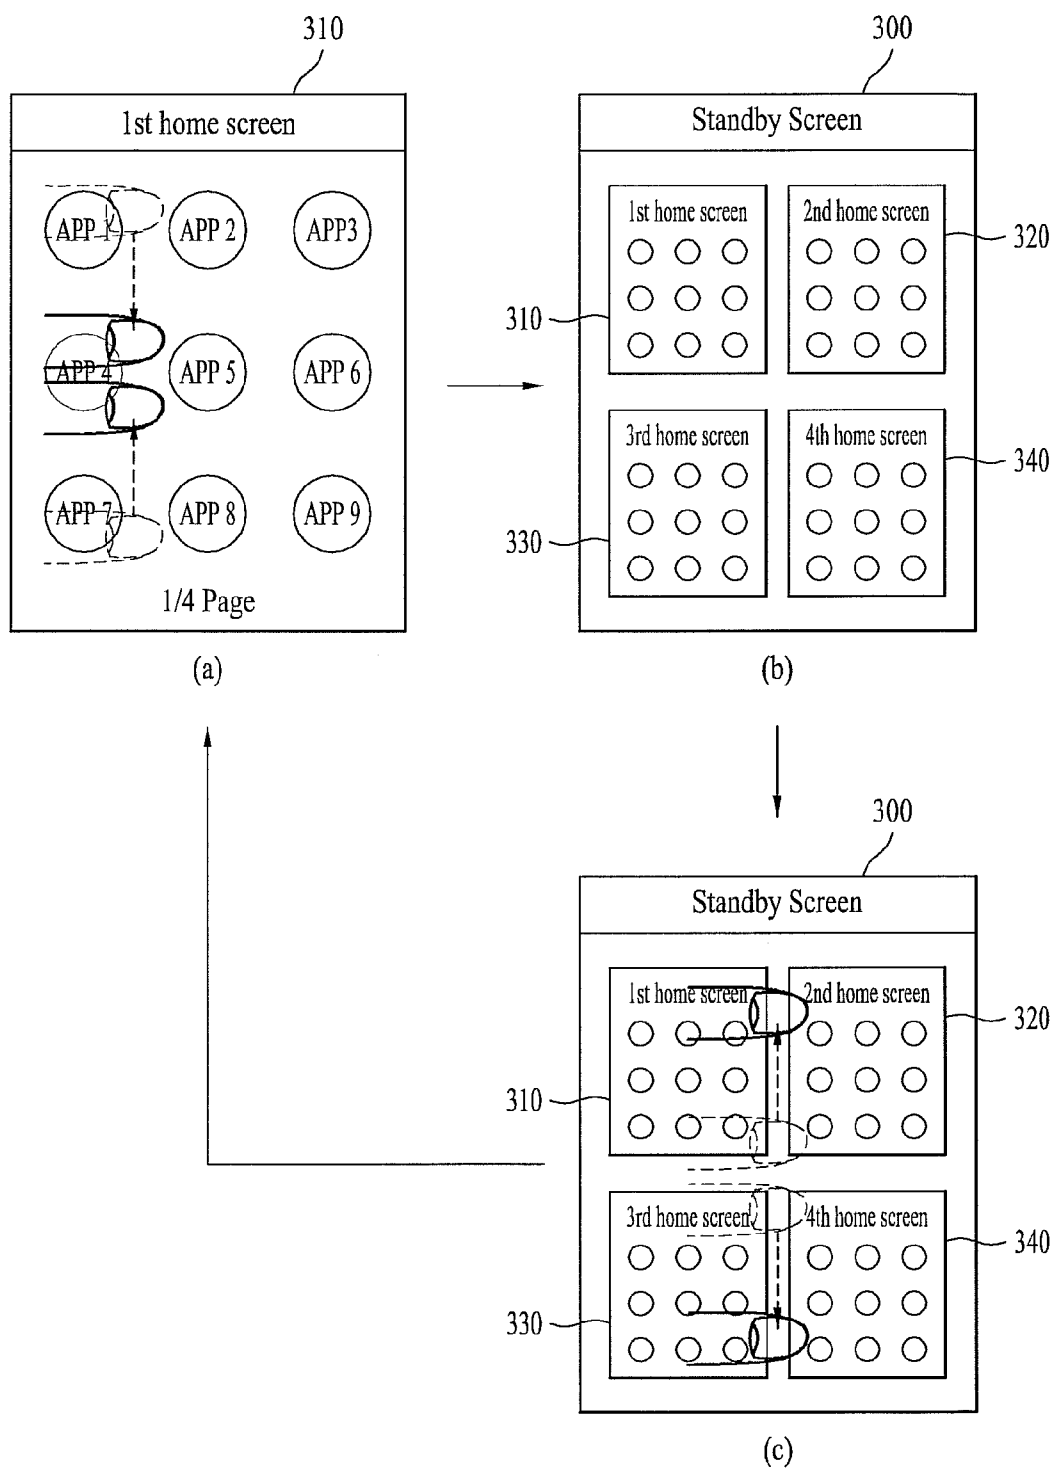 310
1st home screen
APP 1
APP 2
APP3
APP 4
APP 5
APP 6
APP 7
APP 8
APP 9
1/4 Page
(a)
300
Standby Screen
1st home screen
2nd home screen
320
310
3rd home screen
4th home screen
340
330
(b)
300
Standby Screen
1st home screen
2nd home screen
320
310
3rd home screen
4th home screen
340
330
(c)